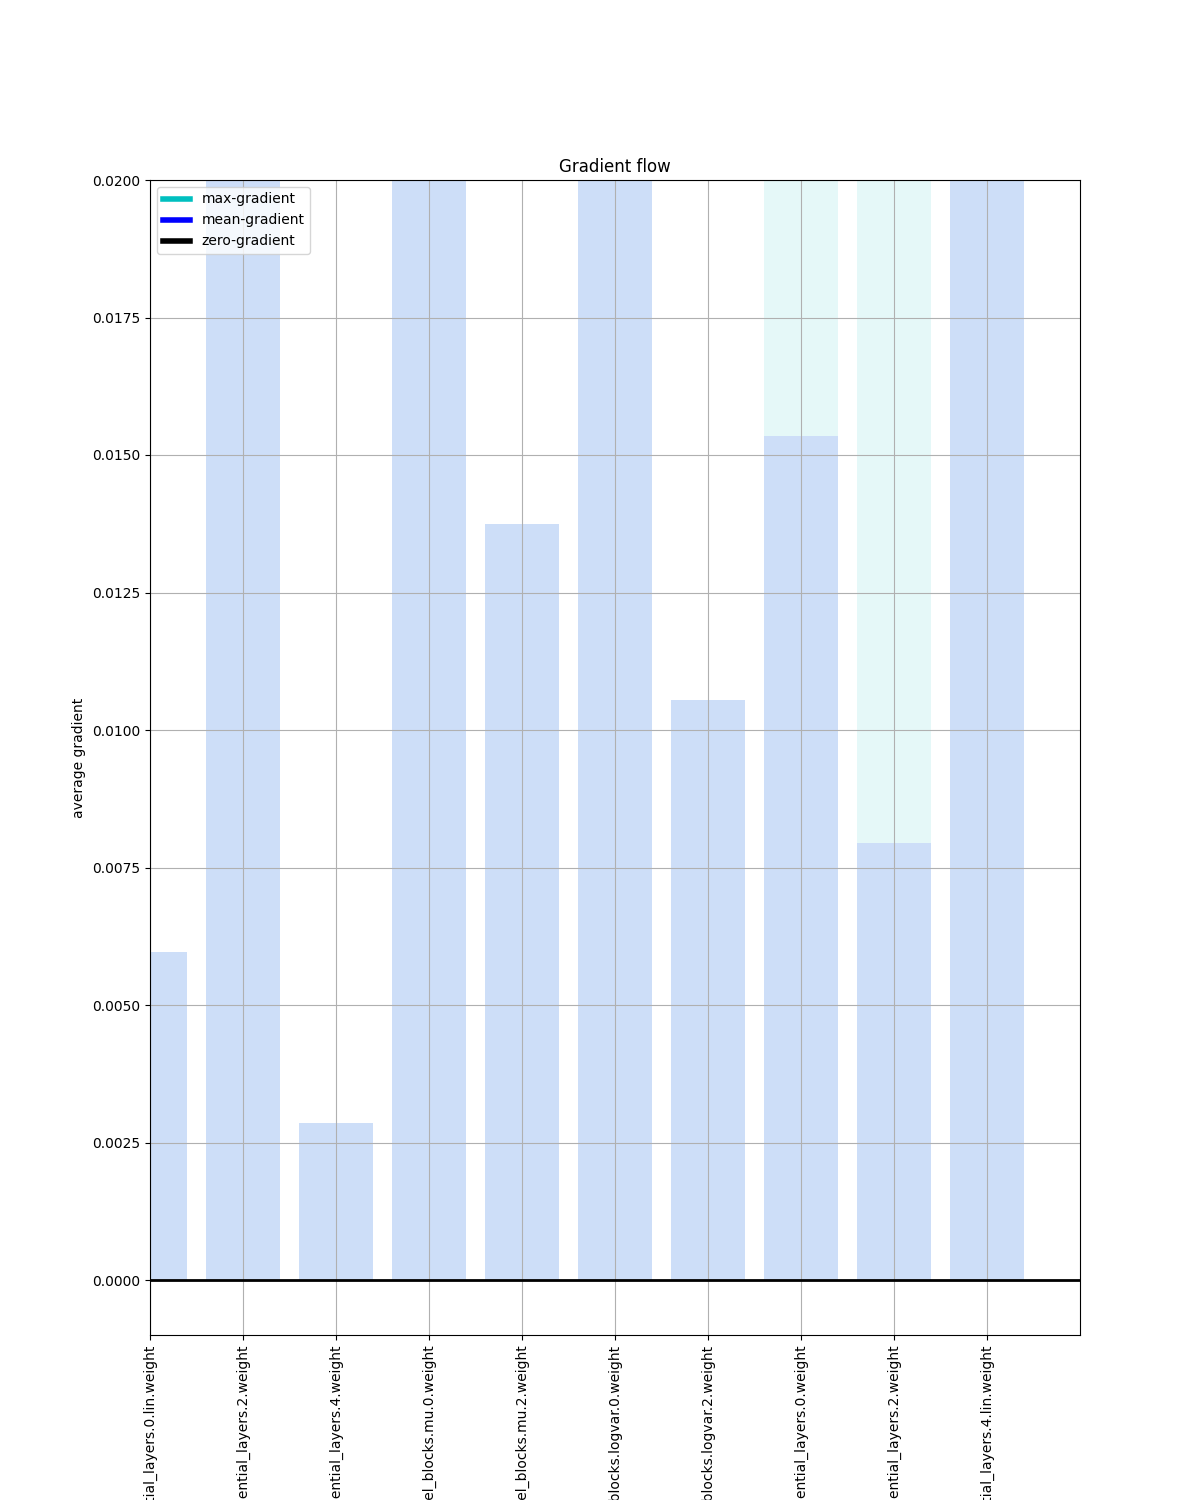 Gradient flow
max-gradient
mean-gradient
zero-gradient
0.0200
0.0175
0.0150
0.0125
0.0100
0.0075
0.0050
0.0025
0.0000
average gradient
tial_layers.0.lin.weight
ential_layers.2.weight
ential_layers.4.weight
el_blocks.mu.0.weight
el_blocks.mu.2.weight
blocks.logvar.0.weight
blocks.logvar.2.weight
ential_layers.0.weight
ential_layers.2.weight
tial_layers.4.lin.weight